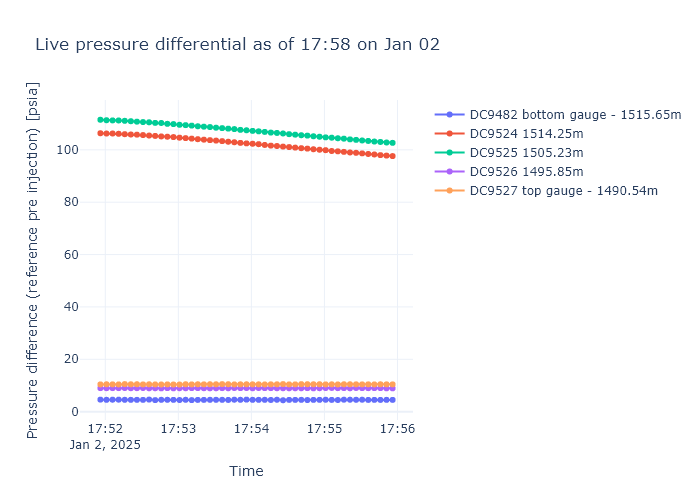 Live pressure differential as of 17:58 on Jan 02
Pressure difference (reference pre injection) [psia]
100
80
60
40
20
0
17:52
Jan 2, 2025
17:53
17:54
17:55
17:56
Time
DC9482 bottom gauge - 1515.65m
DC9524 1514.25m
DC9525 1505.23m
DC9526 1495.85m
DC9527 top gauge - 1490.54m